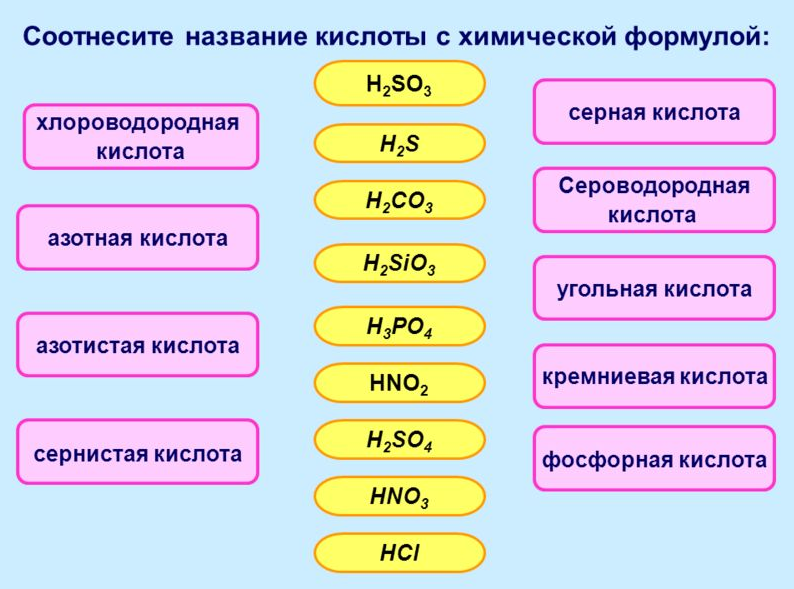 Соотнесите название кислоты с химической формулой:
хлороводородная
кислота
азотная кислота
азотистая кислота
сернистая кислота
H₂SO₃
H₂S
H₂CO₃
H₂SiO₃
H₃PO₄
HNO₂
H₂SO₄
HNO₃
HCl
серная кислота
Сероводородная
кислота
угольная кислота
кремниевая кислота
фосфорная кислота